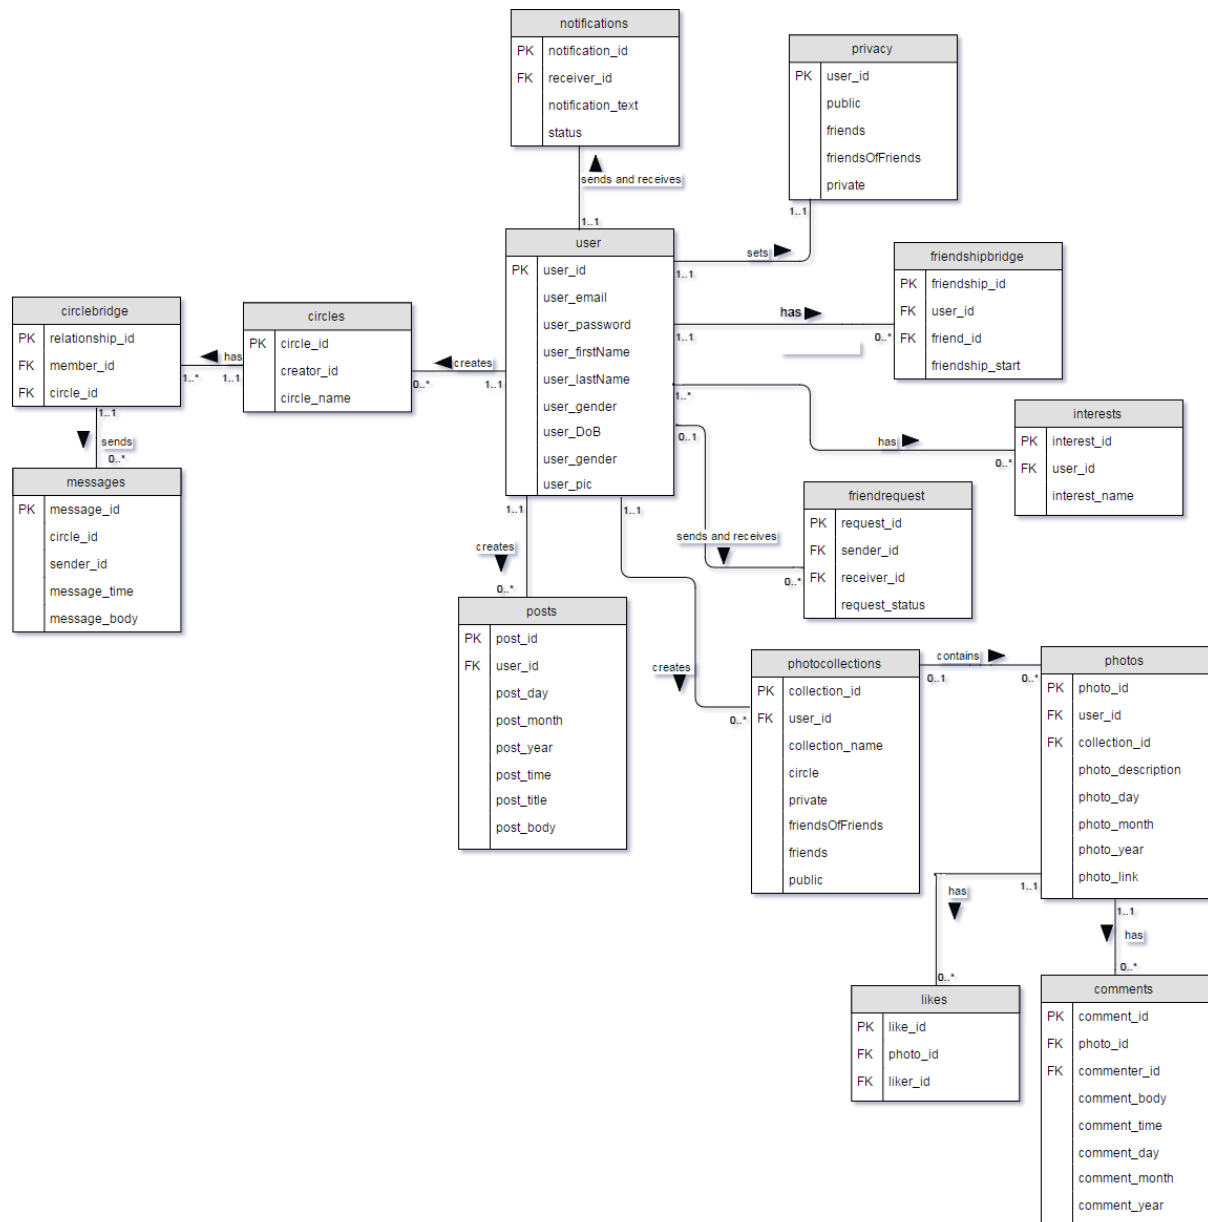 notifications
PK notification_id
FK receiver_id
notification_text
status
sends and receives
1..1
privacy
PK user_id
public
friends
friendsOfFriends
private
1..1
sets
1..1
user
PK user_id
user_email
user_password
user_firstName
user_lastName
user_gender
user_DoB
user_gender
user_pic
friendshipbridge
PK friendship_id
FK user_id
FK friend_id
friendship_start
has
1..1
0..*
circlebridge
PK relationship_id
FK member_id
FK circle_id
has
1..*
1..1
circles
PK circle_id
creator_id
circle_name
creates
0..*
1..1
1..1
sends
0..*
messages
PK message_id
circle_id
sender_id
message_time
message_body
1..*
has
0..*
interests
PK interest_id
FK user_id
interest_name
0..1
sends and receives
0..*
friendrequest
PK request_id
FK sender_id
FK receiver_id
request_status
1..1
creates
0..*
posts
PK post_id
FK user_id
post_day
post_month
post_year
post_time
post_title
post_body
1..1
creates
0..*
photocollections
PK collection_id
FK user_id
collection_name
circle
private
friendsOfFriends
friends
public
contains
0..1
0..*
photos
PK photo_id
FK user_id
FK collection_id
photo_description
photo_day
photo_month
photo_year
photo_link
1..1
has
0..*
likes
PK like_id
FK photo_id
FK liker_id
1..1
has
0..*
comments
PK comment_id
FK photo_id
FK commenter_id
comment_body
comment_time
comment_day
comment_month
comment_year